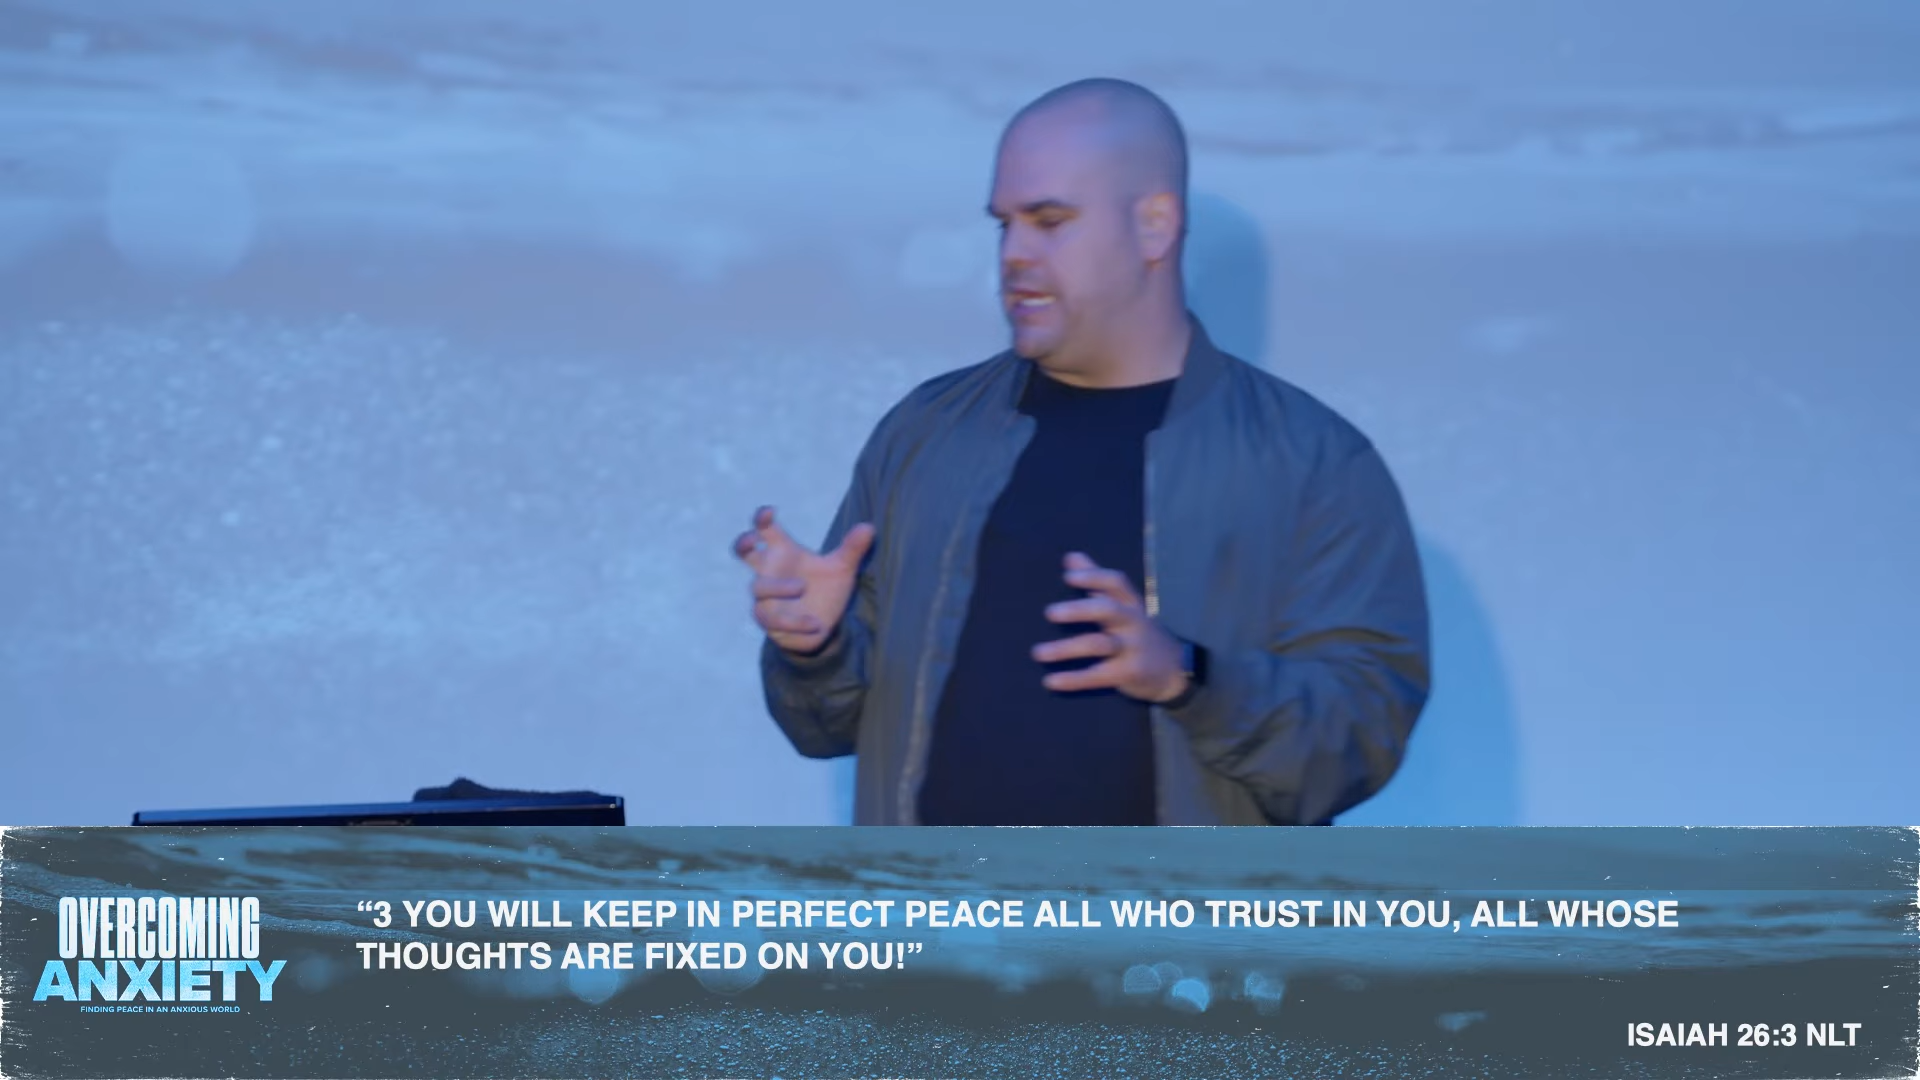 OVERCOMING
ANXIETY
FINDING PEACE IN AN ANXIOUS WORLD
“3 YOU WILL KEEP IN PERFECT PEACE ALL WHO TRUST IN YOU, ALL WHOSE
THOUGHTS ARE FIXED ON YOU!”
ISAIAH 26:3 NLT